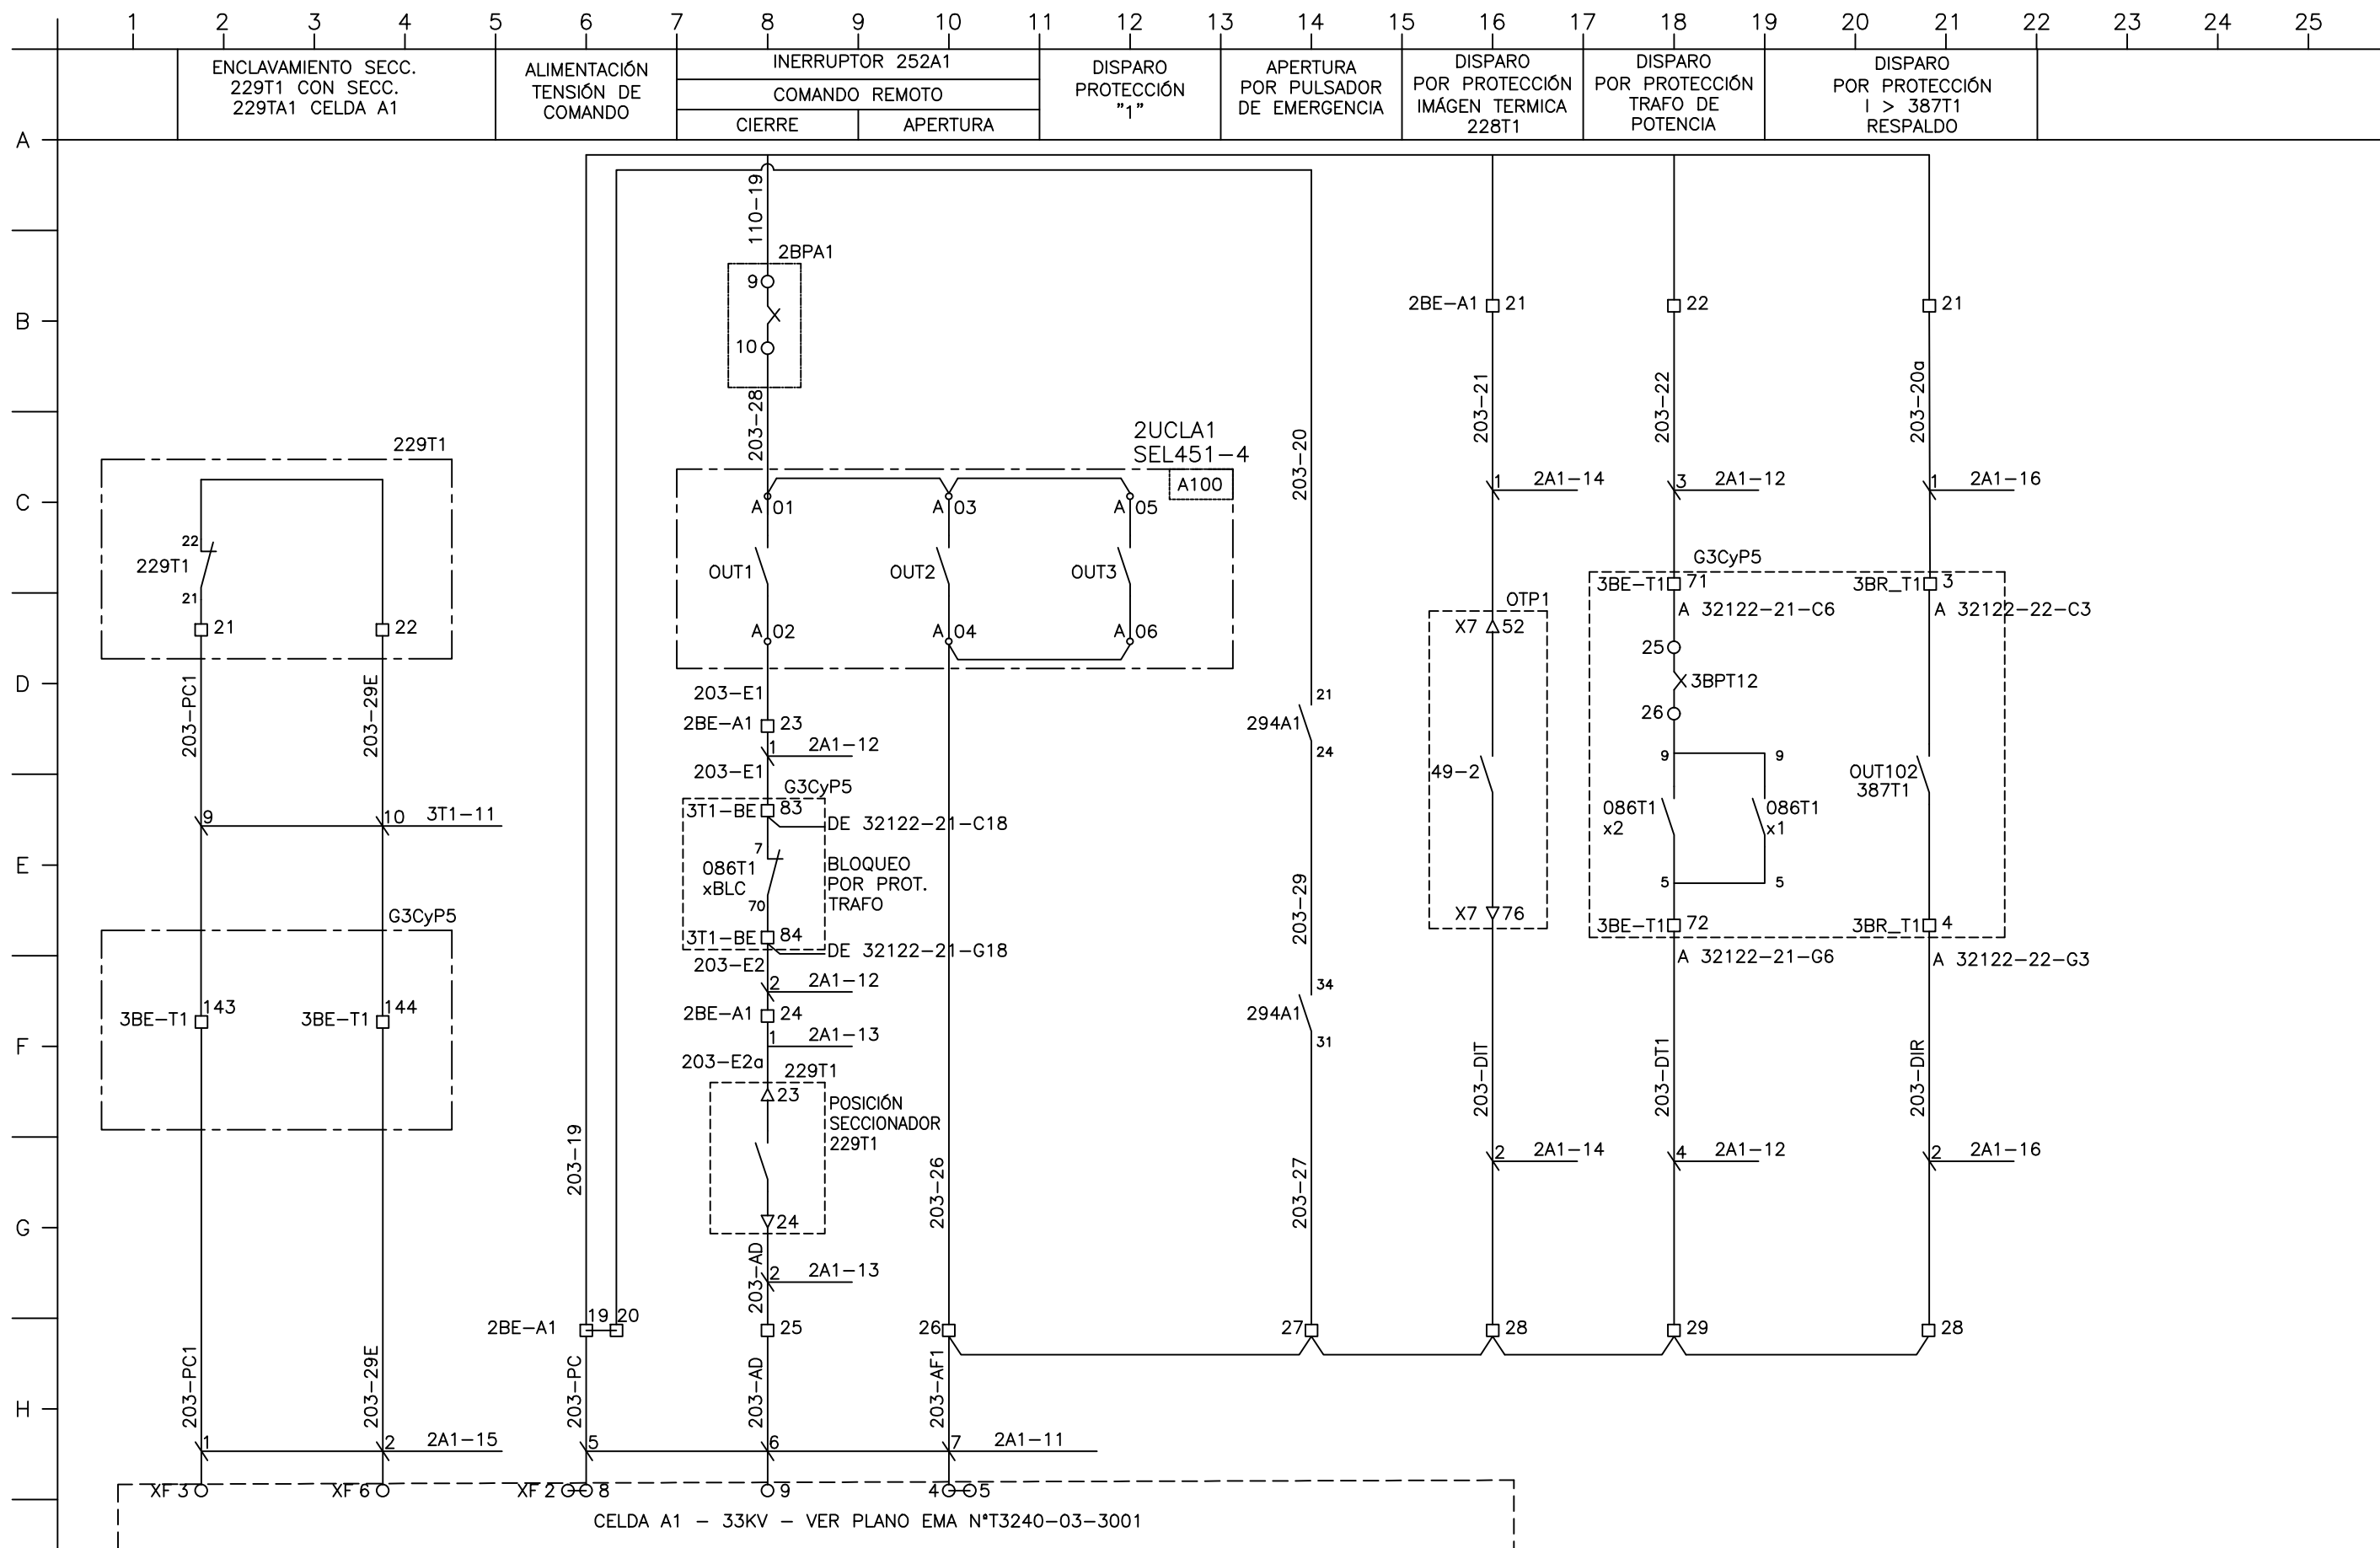 1 2 3 4 5 6 7 8 9 10 11 12 13 14 15 16 17 18 19 20 21 22 23 24 25
ENCLAVAMIENTO SECC.
229T1 CON SECC.
229TA1 CELDA A1
ALIMENTACIÓN
TENSIÓN DE
COMANDO
INERRUPTOR 252A1
COMANDO REMOTO
CIERRE
APERTURA
DISPARO
PROTECCIÓN
"1"
APERTURA
POR PULSADOR
DE EMERGENCIA
DISPARO
POR PROTECCIÓN
IMÁGEN TERMICA
228T1
DISPARO
POR PROTECCIÓN
TRAFO DE
POTENCIA
DISPARO
POR PROTECCIÓN
I > 387T1
RESPALDO
A
B
C
D
E
F
G
H
229T1
22
229T1
21
21
22
203-PC1
203-29E
9
10
3T1-11
G3CyP5
3BE-T1
143
3BE-T1
144
203-PC1
203-29E
1
2
2A1-15
XF 3
XF 6
203-19
2BE-A1
19
20
203-PC
5
XF 2
8
110-19
2BPA1
9
10
203-28
2UCLA1
SEL451-4
A100
A 01
A 03
A 05
OUT1
OUT2
OUT3
A 02
A 04
A 06
203-E1
2BE-A1
23
1
2A1-12
203-E1
G3CyP5
3T1-BE
83
DE 32122-21-C18
7
086T1
xBLC
70
BLOQUEO
POR PROT.
TRAFO
3T1-BE
84
DE 32122-21-G18
203-E2
2
2A1-12
2BE-A1
24
1
2A1-13
203-E2a
229T1
23
POSICIÓN
SECCIONADOR
229T1
24
203-AD
2
2A1-13
25
203-AD
6
9
203-26
26
203-AF1
7
2A1-11
4
5
203-20
21
294A1
24
203-29
34
294A1
31
203-27
27
2BE-A1
21
203-21
1
2A1-14
OTP1
X7
52
49-2
X7
76
203-DIT
2
2A1-14
28
22
203-22
3
2A1-12
G3CyP5
3BE-T1
71
A 32122-21-C6
25
3BPT12
26
9
9
086T1
x2
086T1
x1
5
5
3BE-T1
72
A 32122-21-G6
203-DT1
4
2A1-12
29
21
203-20a
1
2A1-16
3BR_T1
3
A 32122-22-C3
OUT102
387T1
3BR_T1
4
A 32122-22-G3
203-DIR
2
2A1-16
28
CELDA A1 - 33KV - VER PLANO EMA N°T3240-03-3001